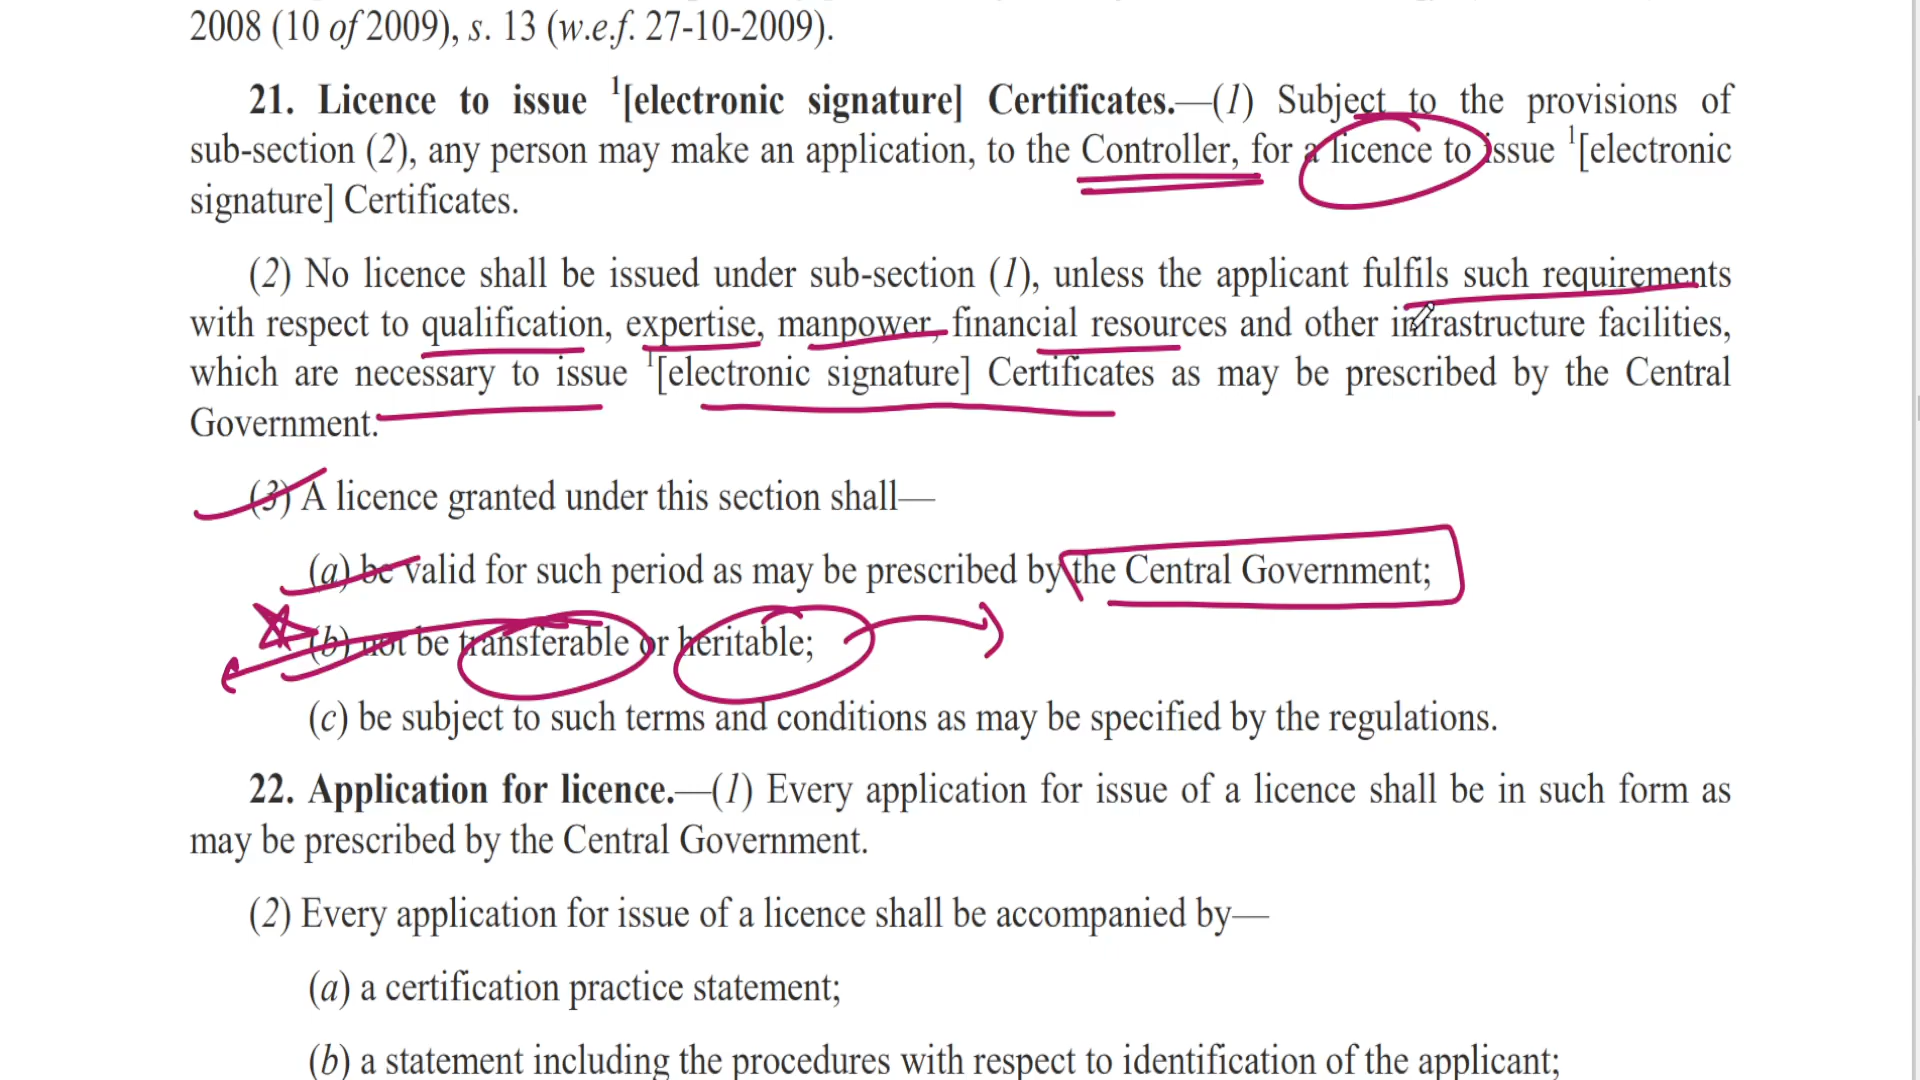 2008 (10 of 2009), s. 13 (w.e.f. 27-10-2009).
21. Licence to issue 1[electronic signature] Certificates.—(1) Subject to the provisions of
sub-section (2), any person may make an application, to the Controller, for a licence to issue 1[electronic
signature] Certificates.
(2) No licence shall be issued under sub-section (1), unless the applicant fulfils such requirements
with respect to qualification, expertise, manpower, financial resources and other infrastructure facilities,
which are necessary to issue 1[electronic signature] Certificates as may be prescribed by the Central
Government.
(3) A licence granted under this section shall—
(a) be valid for such period as may be prescribed by the Central Government;
(b) not be transferable or heritable;
(c) be subject to such terms and conditions as may be specified by the regulations.
22. Application for licence.—(1) Every application for issue of a licence shall be in such form as
may be prescribed by the Central Government.
(2) Every application for issue of a licence shall be accompanied by—
(a) a certification practice statement;
(b) a statement including the procedures with respect to identification of the applicant;